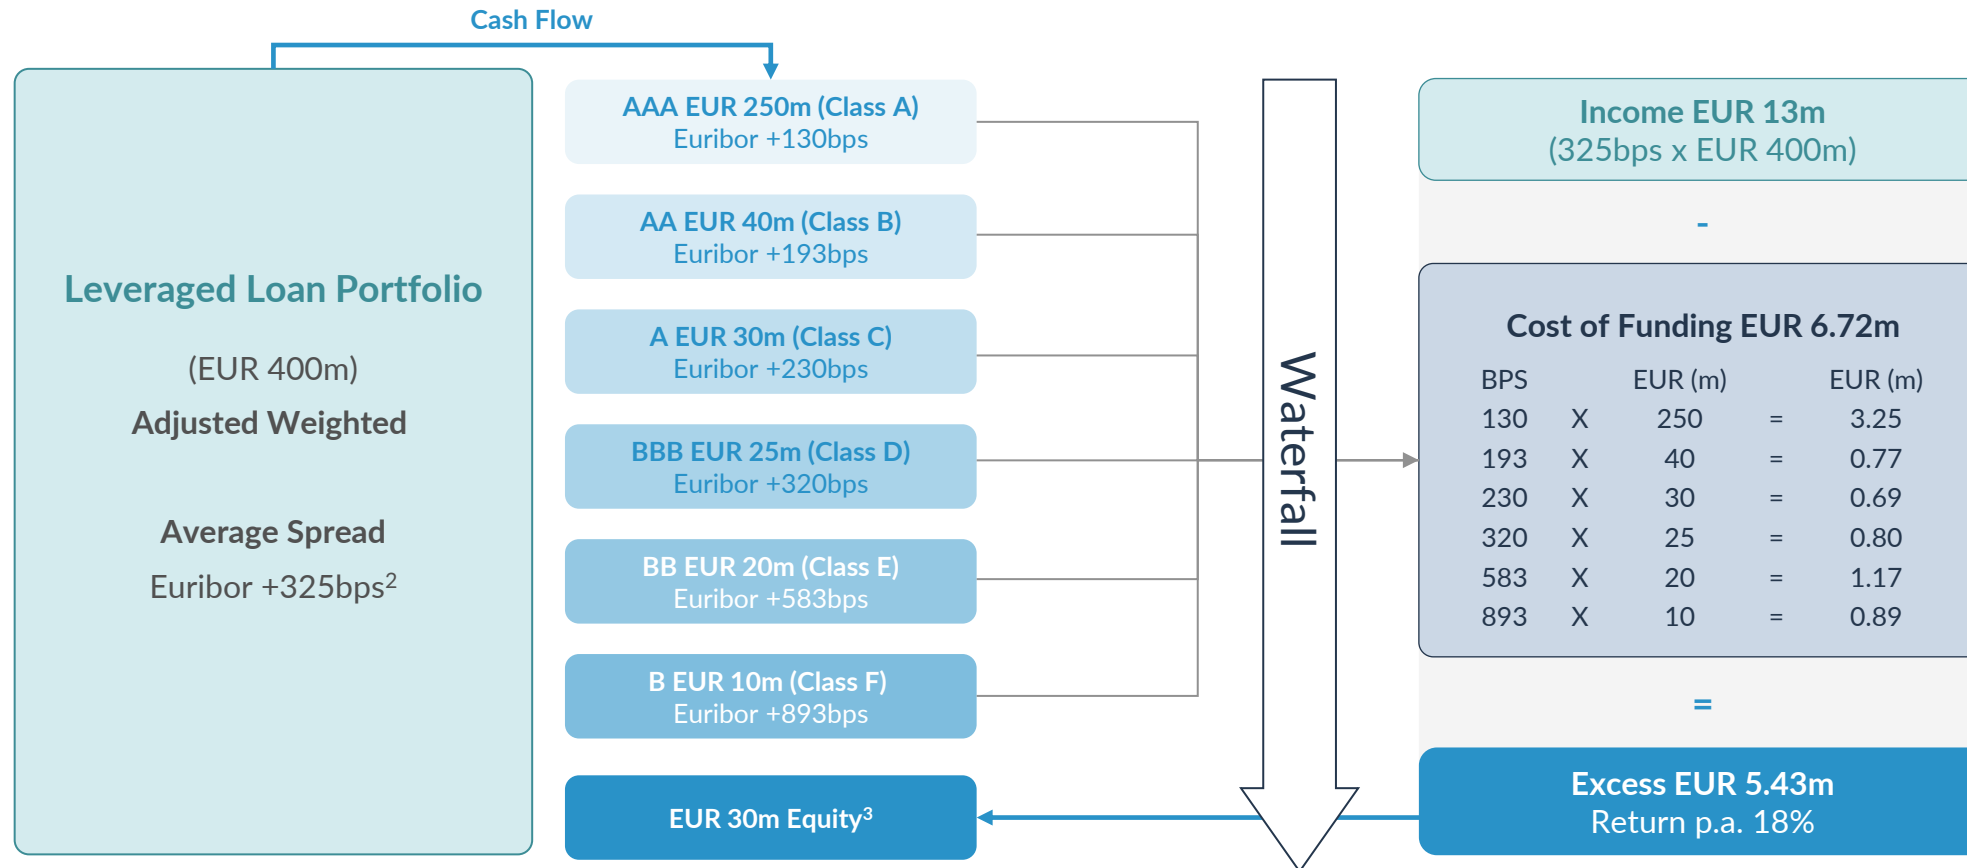 Cash Flow
Leveraged Loan Portfolio
(EUR 400m)
Adjusted Weighted
Average Spread
Euribor +325bps²
AAA EUR 250m (Class A)
Euribor +130bps
AA EUR 40m (Class B)
Euribor +193bps
A EUR 30m (Class C)
Euribor +230bps
BBB EUR 25m (Class D)
Euribor +320bps
BB EUR 20m (Class E)
Euribor +583bps
B EUR 10m (Class F)
Euribor +893bps
EUR 30m Equity³
Waterfall
Income EUR 13m
(325bps x EUR 400m)
-
Cost of Funding EUR 6.72m
BPS EUR (m) EUR (m)
130 X 250 = 3.25
193 X 40 = 0.77
230 X 30 = 0.69
320 X 25 = 0.80
583 X 20 = 1.17
893 X 10 = 0.89
=
Excess EUR 5.43m
Return p.a. 18%